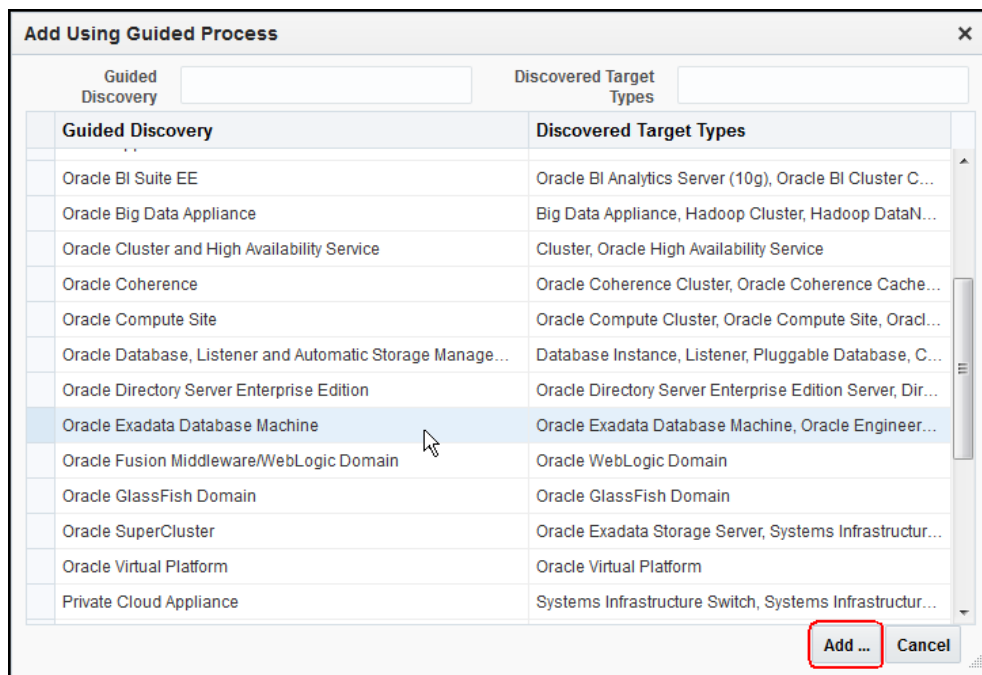 Add Using Guided Process
Guided Discovery
Discovered Target Types
Guided Discovery Discovered Target Types
Oracle BI Suite EE Oracle BI Analytics Server (10g), Oracle BI Cluster C...
Oracle Big Data Appliance Big Data Appliance, Hadoop Cluster, Hadoop DataN...
Oracle Cluster and High Availability Service Cluster, Oracle High Availability Service
Oracle Coherence Oracle Coherence Cluster, Oracle Coherence Cache...
Oracle Compute Site Oracle Compute Cluster, Oracle Compute Site, Oracl...
Oracle Database, Listener and Automatic Storage Manage... Database Instance, Listener, Pluggable Database, C...
Oracle Directory Server Enterprise Edition Oracle Directory Server Enterprise Edition Server, Dir...
Oracle Exadata Database Machine Oracle Exadata Database Machine, Oracle Engineer...
Oracle Fusion Middleware/WebLogic Domain Oracle WebLogic Domain
Oracle GlassFish Domain Oracle GlassFish Domain
Oracle SuperCluster Oracle Exadata Storage Server, Systems Infrastructur...
Oracle Virtual Platform Oracle Virtual Platform
Private Cloud Appliance Systems Infrastructure Switch, Systems Infrastructur...
Add ... Cancel